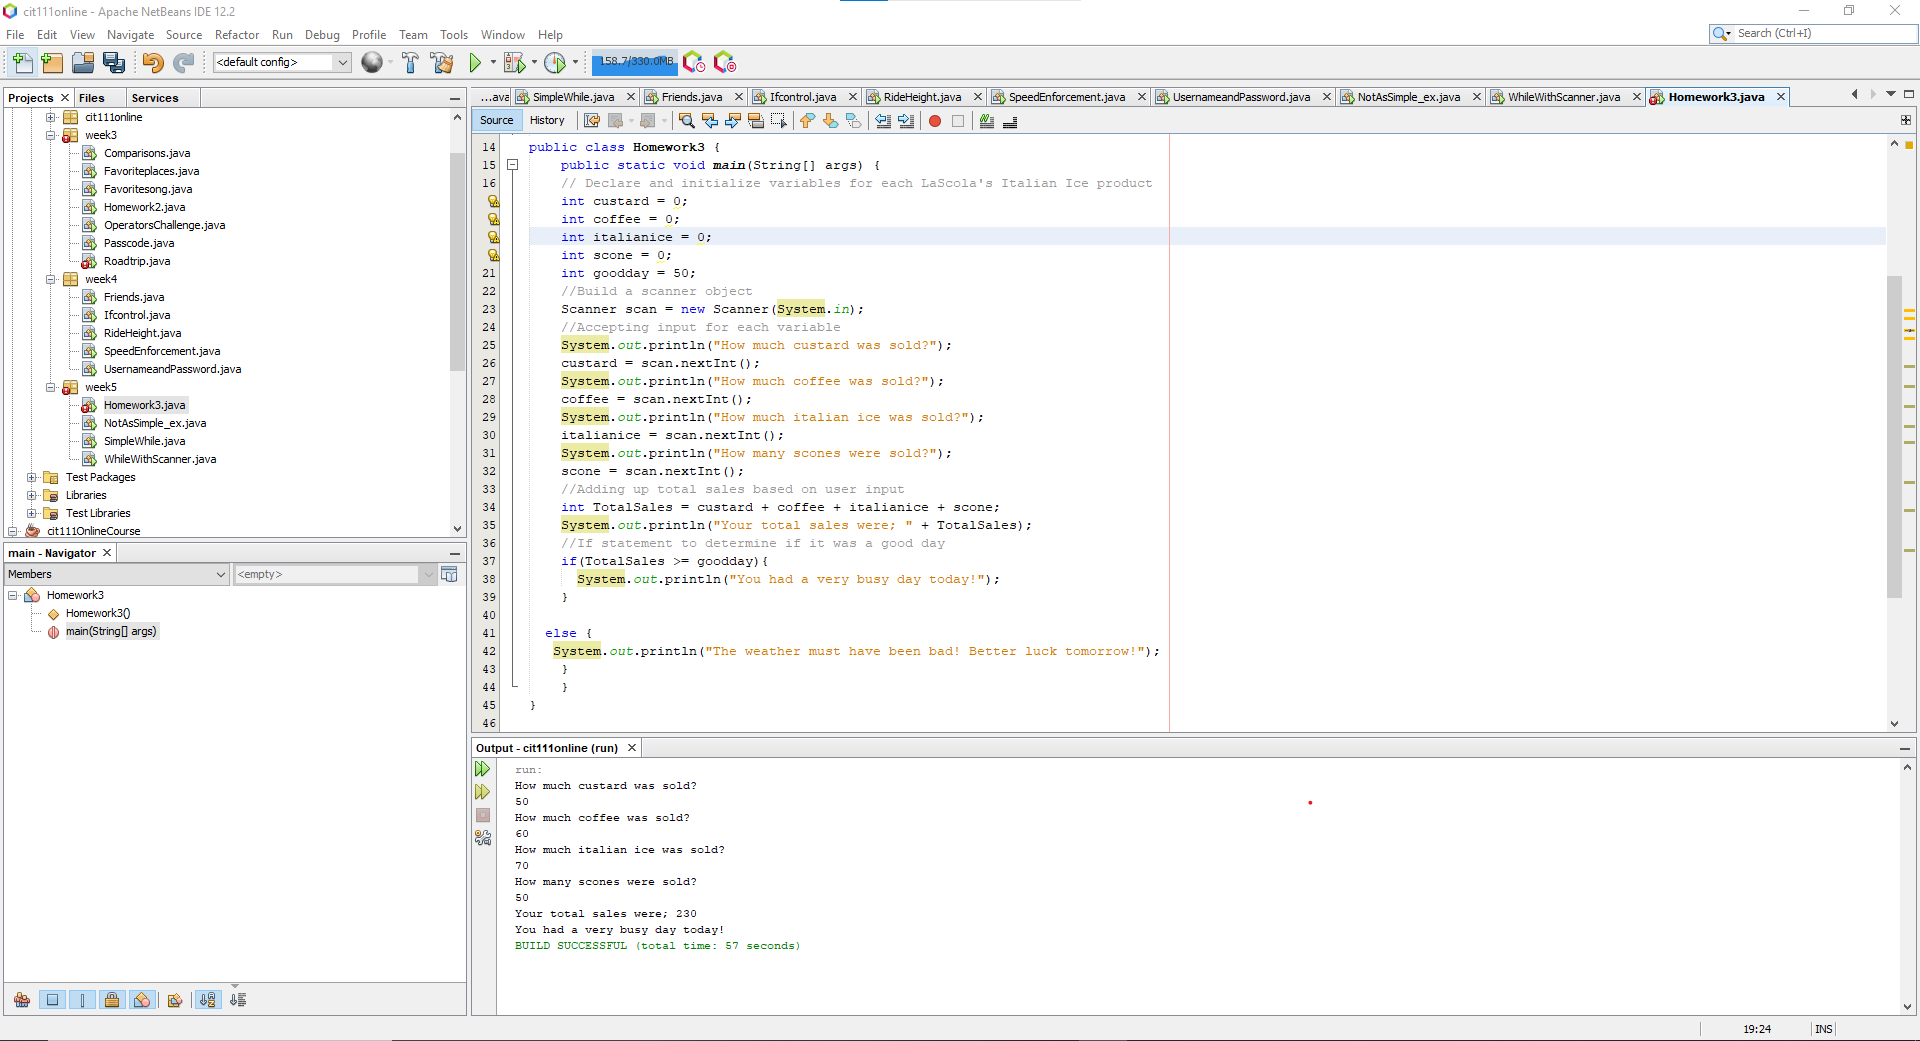 cit111online - Apache NetBeans IDE 12.2
File Edit View Navigate Source Refactor Run Debug Profile Team Tools Window Help
Search (Ctrl+I)
<default config>
158.7/330.0MB
Projects Files Services
cit111online
week3
Comparisons.java
Favoriteplaces.java
Favoritesong.java
Homework2.java
OperatorsChallenge.java
Passcode.java
Roadtrip.java
week4
Friends.java
Ifcontrol.java
RideHeight.java
SpeedEnforcement.java
UsernameandPassword.java
week5
Homework3.java
NotAsSimple_ex.java
SimpleWhile.java
WhileWithScanner.java
Test Packages
Libraries
Test Libraries
cit111OnlineCourse
main - Navigator
Members <empty>
Homework3
Homework3()
main(String[] args)
...ava SimpleWhile.java Friends.java Ifcontrol.java RideHeight.java SpeedEnforcement.java UsernameandPassword.java NotAsSimple_ex.java WhileWithScanner.java Homework3.java
Source History
14 public class Homework3 {
15 public static void main(String[] args) {
16 // Declare and initialize variables for each LaScola's Italian Ice product
int custard = 0;
int coffee = 0;
int italianice = 0;
int scone = 0;
21 int goodday = 50;
22 //Build a scanner object
23 Scanner scan = new Scanner(System.in);
24 //Accepting input for each variable
25 System.out.println("How much custard was sold?");
26 custard = scan.nextInt();
27 System.out.println("How much coffee was sold?");
28 coffee = scan.nextInt();
29 System.out.println("How much italian ice was sold?");
30 italianice = scan.nextInt();
31 System.out.println("How many scones were sold?");
32 scone = scan.nextInt();
33 //Adding up total sales based on user input
34 int TotalSales = custard + coffee + italianice + scone;
35 System.out.println("Your total sales were; " + TotalSales);
36 //If statement to determine if it was a good day
37 if(TotalSales >= goodday){
38 System.out.println("You had a very busy day today!");
39 }
40
41 else {
42 System.out.println("The weather must have been bad! Better luck tomorrow!");
43 }
44 }
45 }
46
Output - cit111online (run)
run:
How much custard was sold?
50
How much coffee was sold?
60
How much italian ice was sold?
70
How many scones were sold?
50
Your total sales were; 230
You had a very busy day today!
BUILD SUCCESSFUL (total time: 57 seconds)
19:24 INS